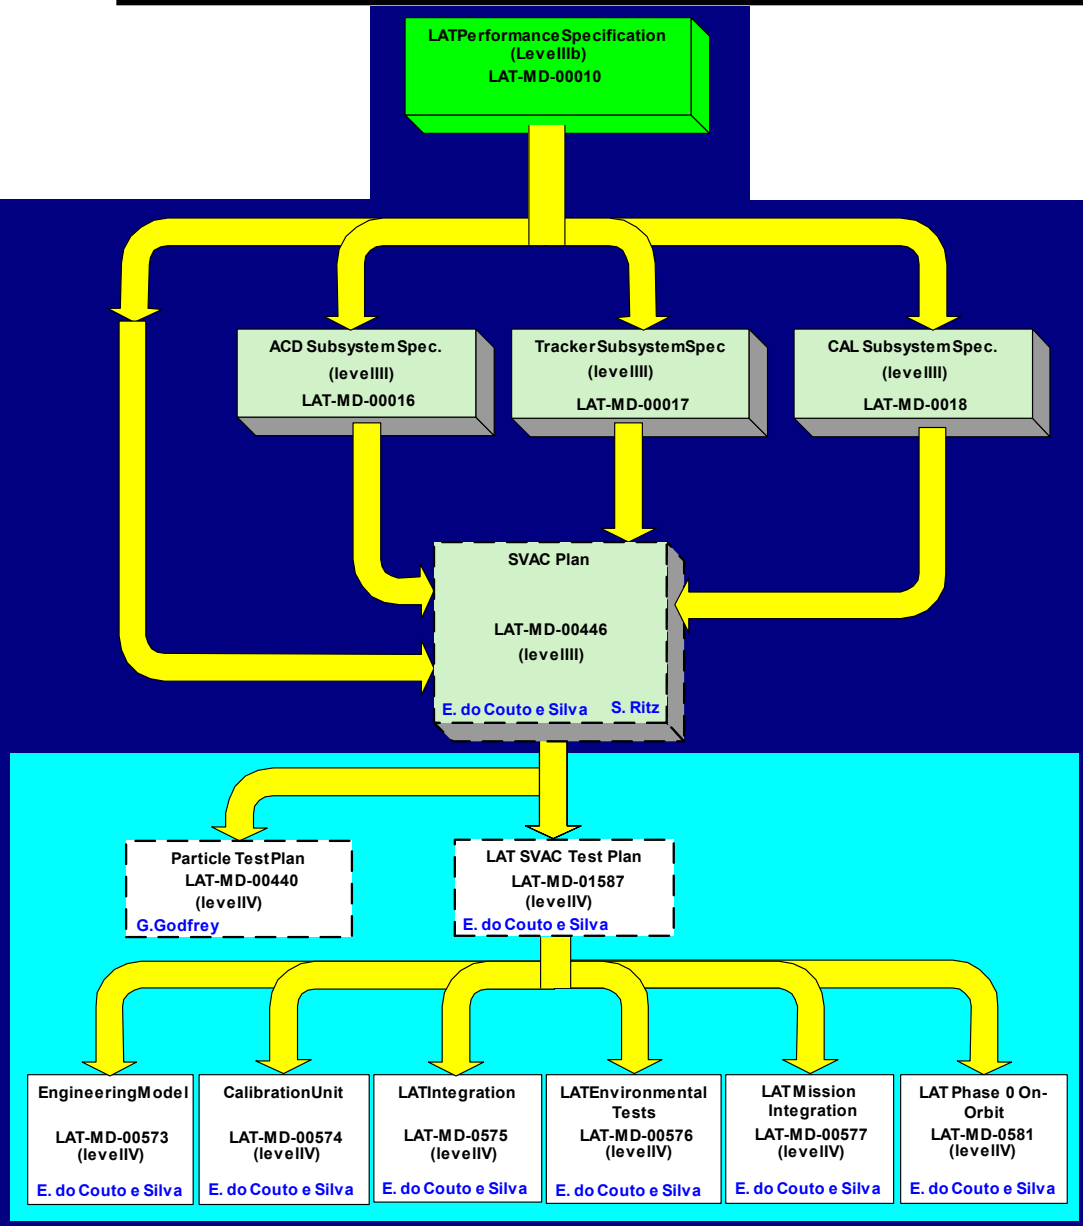 LATPerformanceSpecification
(LevelIIb)
LAT-MD-00010
ACD Subsystem Spec.
(levelIII)
LAT-MD-00016
TrackerSubsystemSpec
(levelIII)
LAT-MD-00017
CAL Subsystem Spec.
(levelIII)
LAT-MD-0018
SVAC Plan
LAT-MD-00446
(levelIII)
E. do Couto e Silva S. Ritz
Particle TestPlan
LAT-MD-00440
(levelIV)
G.Godfrey
LAT SVAC Test Plan
LAT-MD-01587
(levelIV)
E. do Couto e Silva
EngineeringModel
LAT-MD-00573
(levelIV)
E. do Couto e Silva
CalibrationUnit
LAT-MD-00574
(levelIV)
E. do Couto e Silva
LATIntegration
LAT-MD-0575
(levelIV)
E. do Couto e Silva
LATEnvironmental
Tests
LAT-MD-00576
(levelIV)
E. do Couto e Silva
LATMission
Integration
LAT-MD-00577
(levelIV)
E. do Couto e Silva
LAT Phase 0 On-
Orbit
LAT-MD-0581
(levelIV)
E. do Couto e Silva